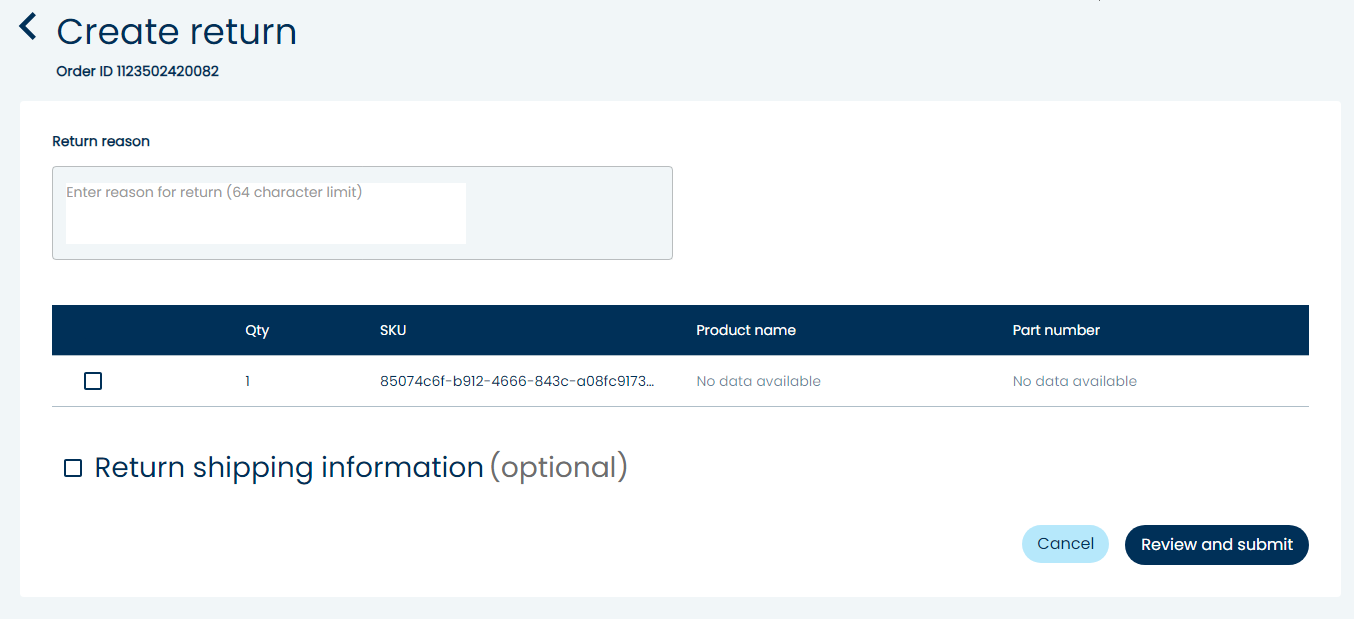 Create return
Order ID 1123502420082
Return reason
Enter reason for return (64 character limit)
Qty SKU Product name Part number
1 85074c6f-b912-4666-843c-a08fc9173... No data available No data available
Return shipping information (optional)
Cancel Review and submit